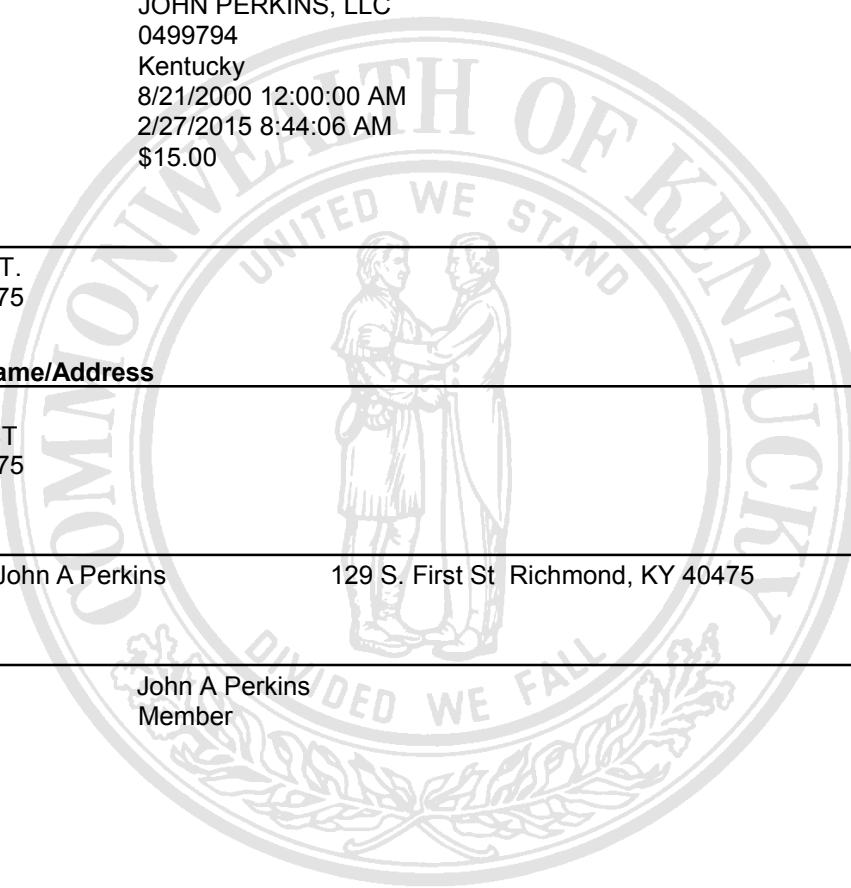 JOHN PERKINS, LLC
0499794
Kentucky
8/21/2000 12:00:00 AM
2/27/2015 8:44:06 AM
$15.00
COMMONWEALTH OF KENTUCKY
UNITED WE STAND
T.
75
ame/Address
T
75
John A Perkins 129 S. First St Richmond, KY 40475
DIVIDED WE FALL
John A Perkins
Member